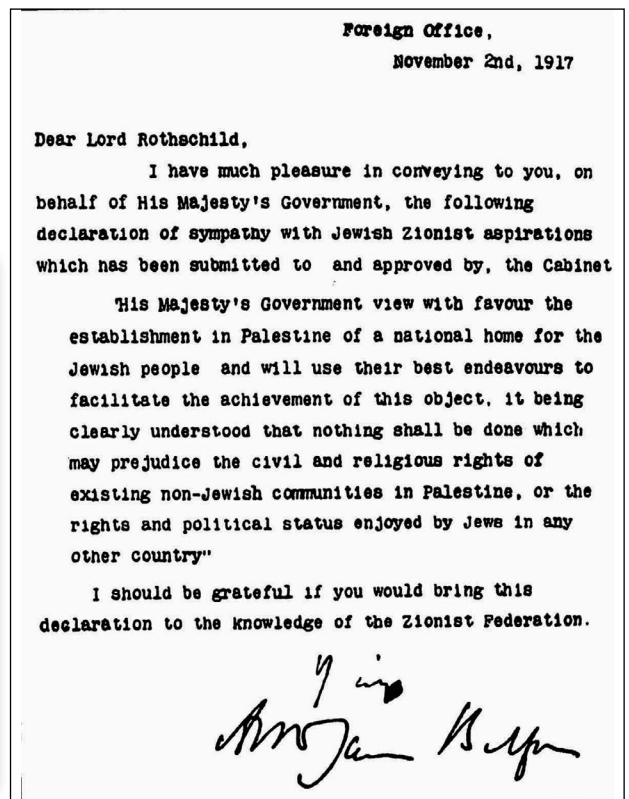 Foreign Office,
November 2nd, 1917
Dear Lord Rothschild,
I have much pleasure in conveying to you, on
behalf of His Majesty's Government, the following
declaration of sympathy with Jewish Zionist aspirations
which has been submitted to and approved by, the Cabinet
'His Majesty's Government view with favour the
establishment in Palestine of a national home for the
Jewish people and will use their best endeavours to
facilitate the achievement of this object, it being
clearly understood that nothing shall be done which
may prejudice the civil and religious rights of
existing non-Jewish communities in Palestine, or the
rights and political status enjoyed by Jews in any
other country"
I should be grateful if you would bring this
declaration to the knowledge of the Zionist Federation.